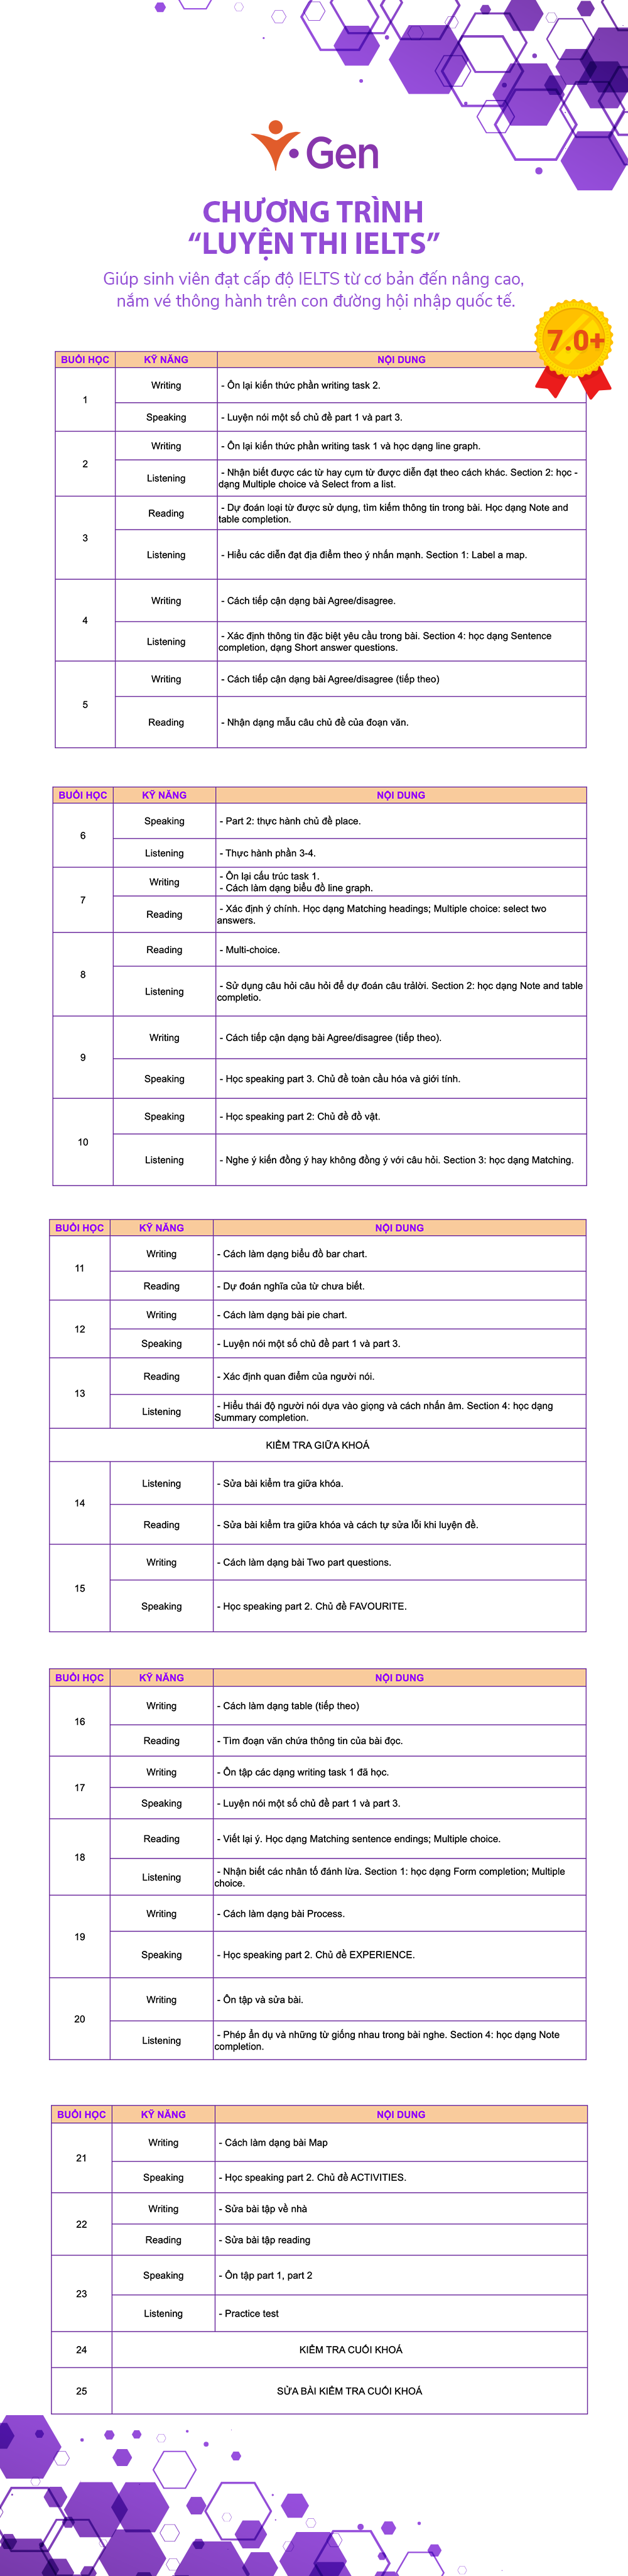 Gen
CHƯƠNG TRÌNH
“LUYỆN THI IELTS”
Giúp sinh viên đạt cấp độ IELTS từ cơ bản đến nâng cao,
nắm vé thông hành trên con đường hội nhập quốc tế.
7.0+
BUỔI HỌC KỸ NĂNG NỘI DUNG
1
Writing - Ôn lại kiến thức phần writing task 2.
Speaking - Luyện nói một số chủ đề part 1 và part 3.
2
Writing - Ôn lại kiến thức phần writing task 1 và học dạng line graph.
Listening - Nhận biết được các từ hay cụm từ được diễn đạt theo cách khác. Section 2: học -
dạng Multiple choice và Select from a list.
3
Reading - Dự đoán loại từ được sử dụng, tìm kiếm thông tin trong bài. Học dạng Note and
table completion.
Listening - Hiểu các diễn đạt địa điểm theo ý nhấn mạnh. Section 1: Label a map.
4
Writing - Cách tiếp cận dạng bài Agree/disagree.
Listening - Xác định thông tin đặc biệt yêu cầu trong bài. Section 4: học dạng Sentence
completion, dạng Short answer questions.
5
Writing - Cách tiếp cận dạng bài Agree/disagree (tiếp theo)
Reading - Nhận dạng mẫu câu chủ đề của đoạn văn.
BUỔI HỌC KỸ NĂNG NỘI DUNG
6
Speaking - Part 2: thực hành chủ đề place.
Listening - Thực hành phần 3-4.
7
Writing - Ôn lại cấu trúc task 1.
- Cách làm dạng biểu đồ line graph.
Reading - Xác định ý chính. Học dạng Matching headings; Multiple choice: select two
answers.
8
Reading - Multi-choice.
Listening - Sử dụng câu hỏi câu hỏi để dự đoán câu trảlời. Section 2: học dạng Note and table
completio.
9
Writing - Cách tiếp cận dạng bài Agree/disagree (tiếp theo).
Speaking - Học speaking part 3. Chủ đề toàn cầu hóa và giới tính.
10
Speaking - Học speaking part 2: Chủ đề đồ vật.
Listening - Nghe ý kiến đồng ý hay không đồng ý với câu hỏi. Section 3: học dạng Matching.
BUỔI HỌC KỸ NĂNG NỘI DUNG
11
Writing - Cách làm dạng biểu đồ bar chart.
Reading - Dự đoán nghĩa của từ chưa biết.
12
Writing - Cách làm dạng bài pie chart.
Speaking - Luyện nói một số chủ đề part 1 và part 3.
13
Reading - Xác định quan điểm của người nói.
Listening - Hiểu thái độ người nói dựa vào giọng và cách nhấn âm. Section 4: học dạng
Summary completion.
KIỂM TRA GIỮA KHOÁ
14
Listening - Sửa bài kiểm tra giữa khóa.
Reading - Sửa bài kiểm tra giữa khóa và cách tự sửa lỗi khi luyện đề.
15
Writing - Cách làm dạng bài Two part questions.
Speaking - Học speaking part 2. Chủ đề FAVOURITE.
BUỔI HỌC KỸ NĂNG NỘI DUNG
16
Writing - Cách làm dạng table (tiếp theo)
Reading - Tìm đoạn văn chứa thông tin của bài đọc.
17
Writing - Ôn tập các dạng writing task 1 đã học.
Speaking - Luyện nói một số chủ đề part 1 và part 3.
18
Reading - Viết lại ý. Học dạng Matching sentence endings; Multiple choice.
Listening - Nhận biết các nhân tố đánh lừa. Section 1: học dạng Form completion; Multiple
choice.
19
Writing - Cách làm dạng bài Process.
Speaking - Học speaking part 2. Chủ đề EXPERIENCE.
20
Writing - Ôn tập và sửa bài.
Listening - Phép ẩn dụ và những từ giống nhau trong bài nghe. Section 4: học dạng Note
completion.
BUỔI HỌC KỸ NĂNG NỘI DUNG
21
Writing - Cách làm dạng bài Map
Speaking - Học speaking part 2. Chủ đề ACTIVITIES.
22
Writing - Sửa bài tập về nhà
Reading - Sửa bài tập reading
23
Speaking - Ôn tập part 1, part 2
Listening - Practice test
24 KIỂM TRA CUỐI KHOÁ
25 SỬA BÀI KIỂM TRA CUỐI KHOÁ